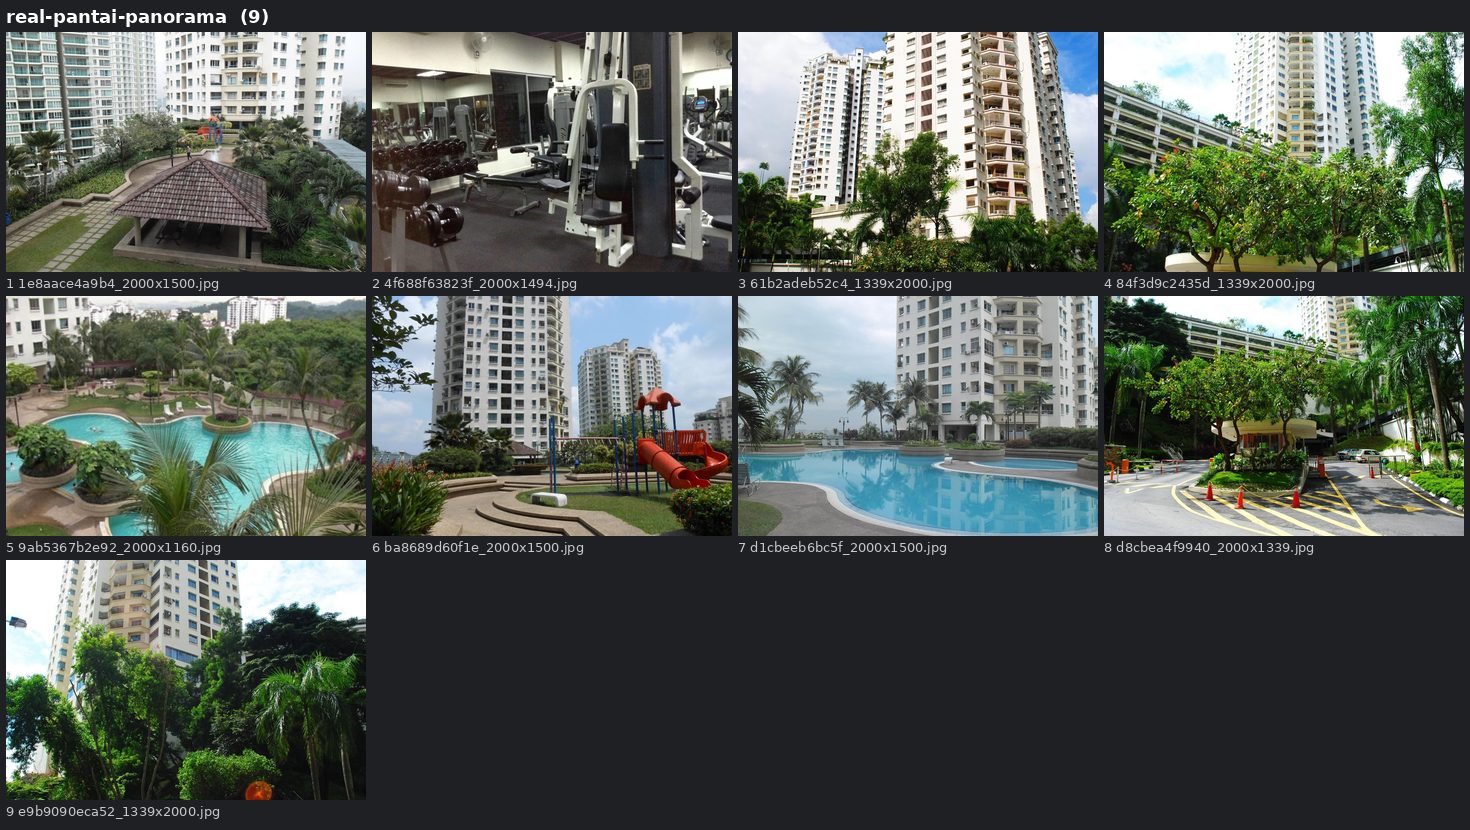 real-pantai-panorama (9)
1 1e8aace4a9b4_2000x1500.jpg
2 4f688f63823f_2000x1494.jpg
3 61b2adeb52c4_1339x2000.jpg
4 84f3d9c2435d_1339x2000.jpg
5 9ab5367b2e92_2000x1160.jpg
6 ba8689d60f1e_2000x1500.jpg
7 d1cbeeb6bc5f_2000x1500.jpg
8 d8cbea4f9940_2000x1339.jpg
9 e9b9090eca52_1339x2000.jpg